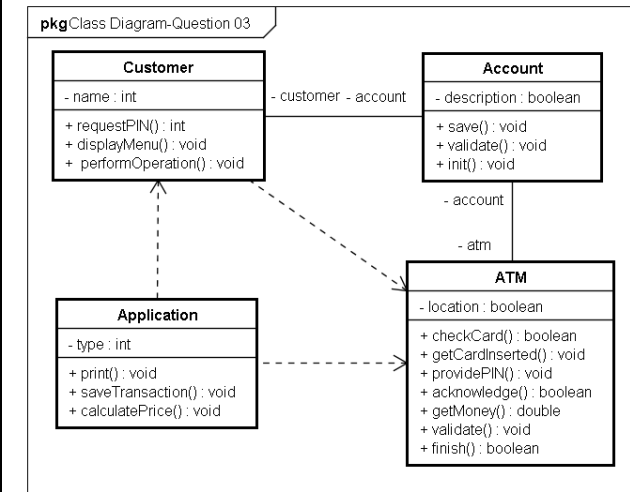 pkg Class Diagram-Question 03
Customer
- name : int
+ requestPIN() : int
+ displayMenu() : void
+ performOperation() : void
- customer
- account
Account
- description : boolean
+ save() : void
+ validate() : void
+ init() : void
- account
- atm
Application
- type : int
+ print() : void
+ saveTransaction() : void
+ calculatePrice() : void
ATM
- location : boolean
+ checkCard() : boolean
+ getCardInserted() : void
+ providePIN() : void
+ acknowledge() : boolean
+ getMoney() : double
+ validate() : void
+ finish() : boolean